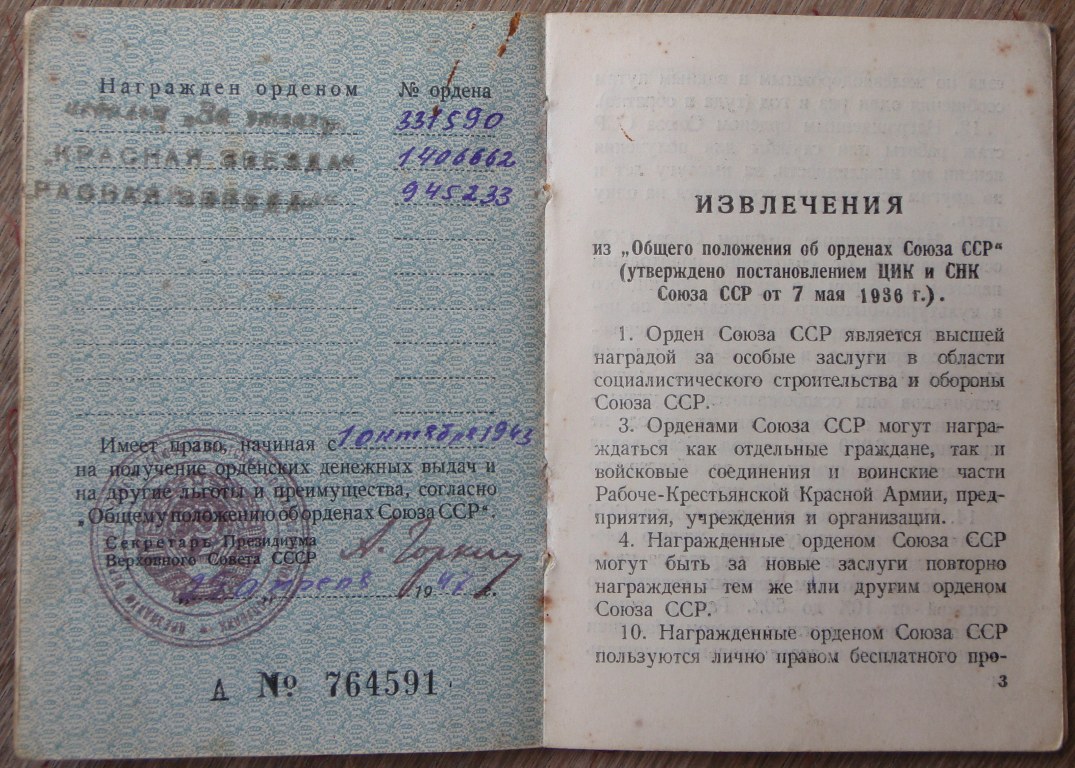 Награжден орденом № ордена
медалью „За отвагу" 331590
„КРАСНАЯ ЗВЕЗДА" 1406662
КРАСНАЯ ЗВЕЗДА 945233
Имеет право, начиная с 1 октября 1943
на получение орденских денежных выдач и
на другие льготы и преимущества, согласно
„Общему положению об орденах Союза ССР".
Секретарь Президиума
Верховного Совета СССР А. Горкин
апреля 1947 г.
Д № 764591
ИЗВЛЕЧЕНИЯ
из „Общего положения об орденах Союза ССР"
(утверждено постановлением ЦИК и СНК
Союза ССР от 7 мая 1936 г.).
1. Орден Союза ССР является высшей
наградой за особые заслуги в области
социалистического строительства и обороны
Союза ССР.
3. Орденами Союза ССР могут награ-
ждаться как отдельные граждане, так и
войсковые соединения и воинские части
Рабоче-Крестьянской Красной Армии, пред-
приятия, учреждения и организации.
4. Награжденные орденом Союза ССР
могут быть за новые заслуги повторно
награждены тем же или другим орденом
Союза ССР.
10. Награжденные орденом Союза ССР
пользуются лично правом бесплатного про-
3